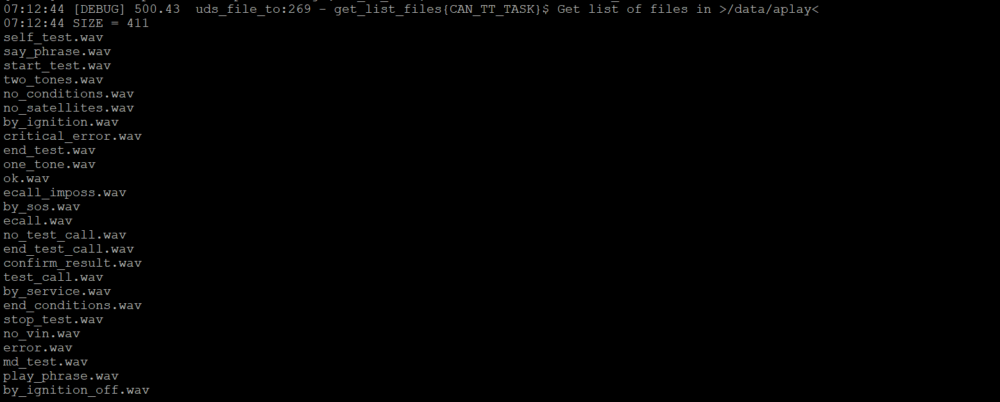 07:12:44 [DEBUG] 500.43  uds_file_to:269 - get_list_files{CAN_TT_TASK}$ Get list of files in >/data/aplay<
07:12:44 SIZE = 411
self_test.wav
say_phrase.wav
start_test.wav
two_tones.wav
no_conditions.wav
no_satellites.wav
by_ignition.wav
critical_error.wav
end_test.wav
one_tone.wav
ok.wav
ecall_imposs.wav
by_sos.wav
ecall.wav
no_test_call.wav
end_test_call.wav
confirm_result.wav
test_call.wav
by_service.wav
end_conditions.wav
stop_test.wav
no_vin.wav
error.wav
md_test.wav
play_phrase.wav
by_ignition_off.wav